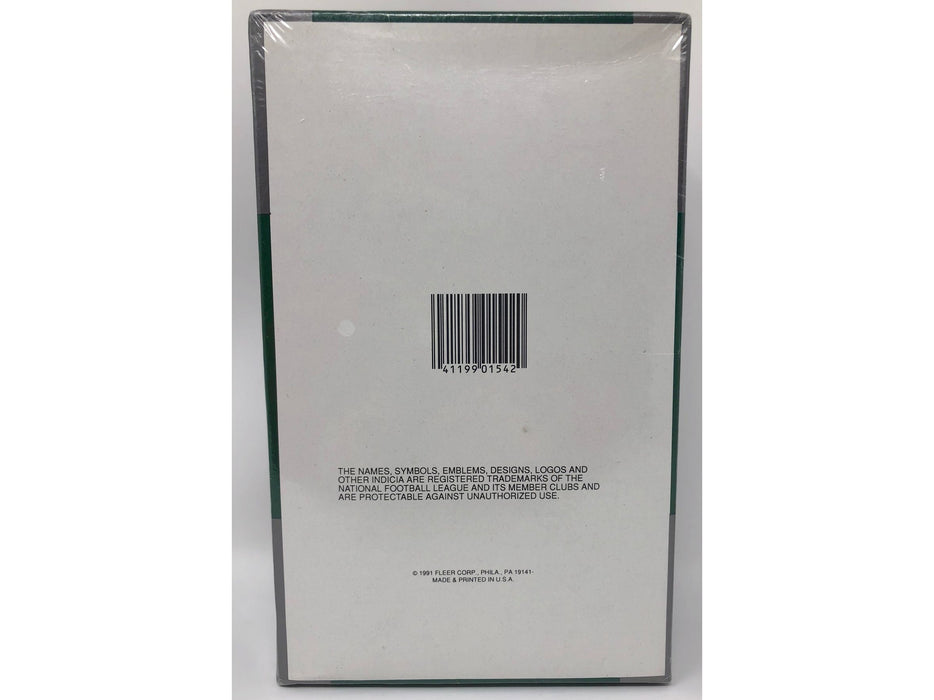 41199 01542
THE NAMES, SYMBOLS, EMBLEMS, DESIGNS, LOGOS AND
OTHER INDICIA ARE REGISTERED TRADEMARKS OF THE
NATIONAL FOOTBALL LEAGUE AND ITS MEMBER CLUBS AND
ARE PROTECTABLE AGAINST UNAUTHORIZED USE.
© 1991 FLEER CORP., PHILA., PA 19141-
MADE & PRINTED IN U.S.A.